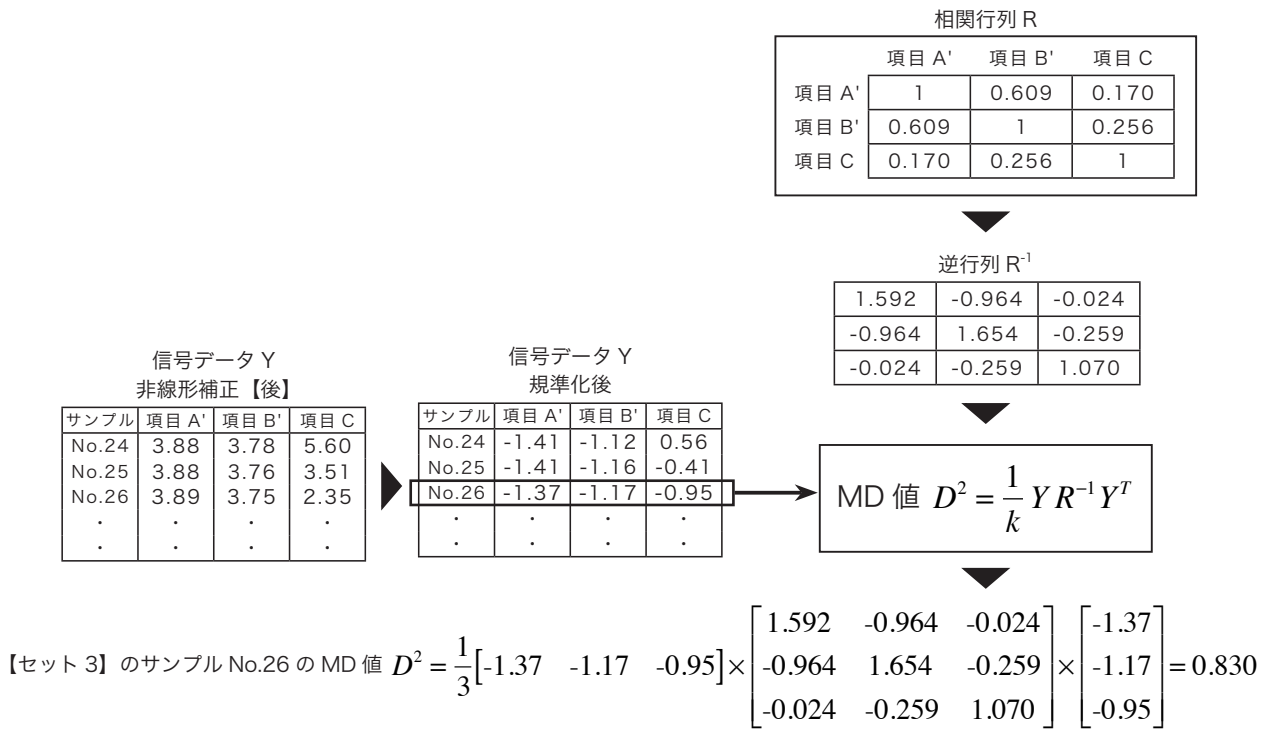 相関行列 R
項目 A' 項目 B' 項目 C
項目 A' 1 0.609 0.170
項目 B' 0.609 1 0.256
項目 C 0.170 0.256 1
逆行列 R⁻¹
1.592 -0.964 -0.024
-0.964 1.654 -0.259
-0.024 -0.259 1.070
信号データ Y
非線形補正【後】
サンプル 項目 A' 項目 B' 項目 C
No.24 3.88 3.78 5.60
No.25 3.88 3.76 3.51
No.26 3.89 3.75 2.35
. . . .
. . . .
信号データ Y
規準化後
サンプル 項目 A' 項目 B' 項目 C
No.24 -1.41 -1.12 0.56
No.25 -1.41 -1.16 -0.41
No.26 -1.37 -1.17 -0.95
. . . .
. . . .
MD 値 D² = 1/k Y R⁻¹ Yᵀ
【セット 3】のサンプル No.26 の MD 値 D² = 1/3 [-1.37 -1.17 -0.95] × [1.592 -0.964 -0.024 -0.964 1.654 -0.259 -0.024 -0.259 1.070] × [-1.37 -1.17 -0.95] = 0.830